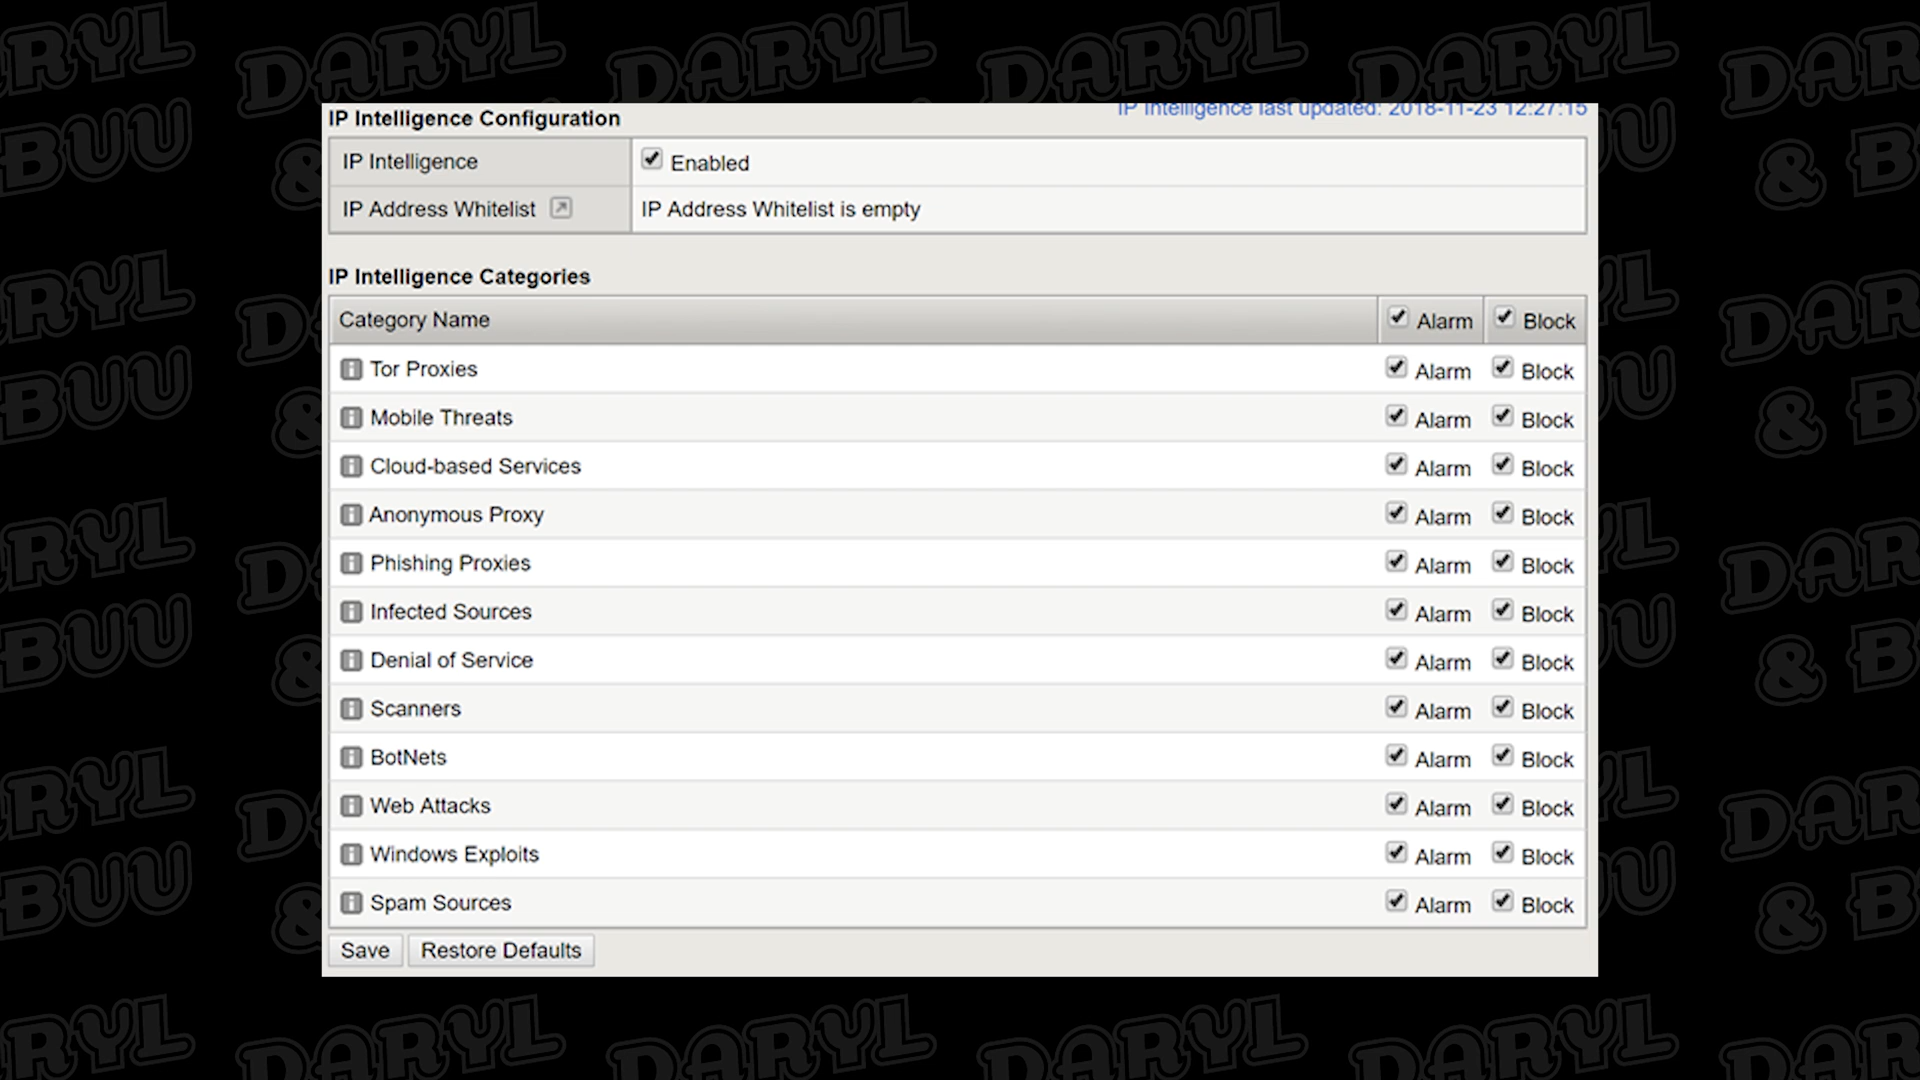 IP Intelligence last updated: 2018-11-23 12:27:15
IP Intelligence Configuration
IP Intelligence Enabled
IP Address Whitelist IP Address Whitelist is empty
IP Intelligence Categories
Category Name Alarm Block
Tor Proxies Alarm Block
Mobile Threats Alarm Block
Cloud-based Services Alarm Block
Anonymous Proxy Alarm Block
Phishing Proxies Alarm Block
Infected Sources Alarm Block
Denial of Service Alarm Block
Scanners Alarm Block
BotNets Alarm Block
Web Attacks Alarm Block
Windows Exploits Alarm Block
Spam Sources Alarm Block
Save Restore Defaults
DARYL
& BUU